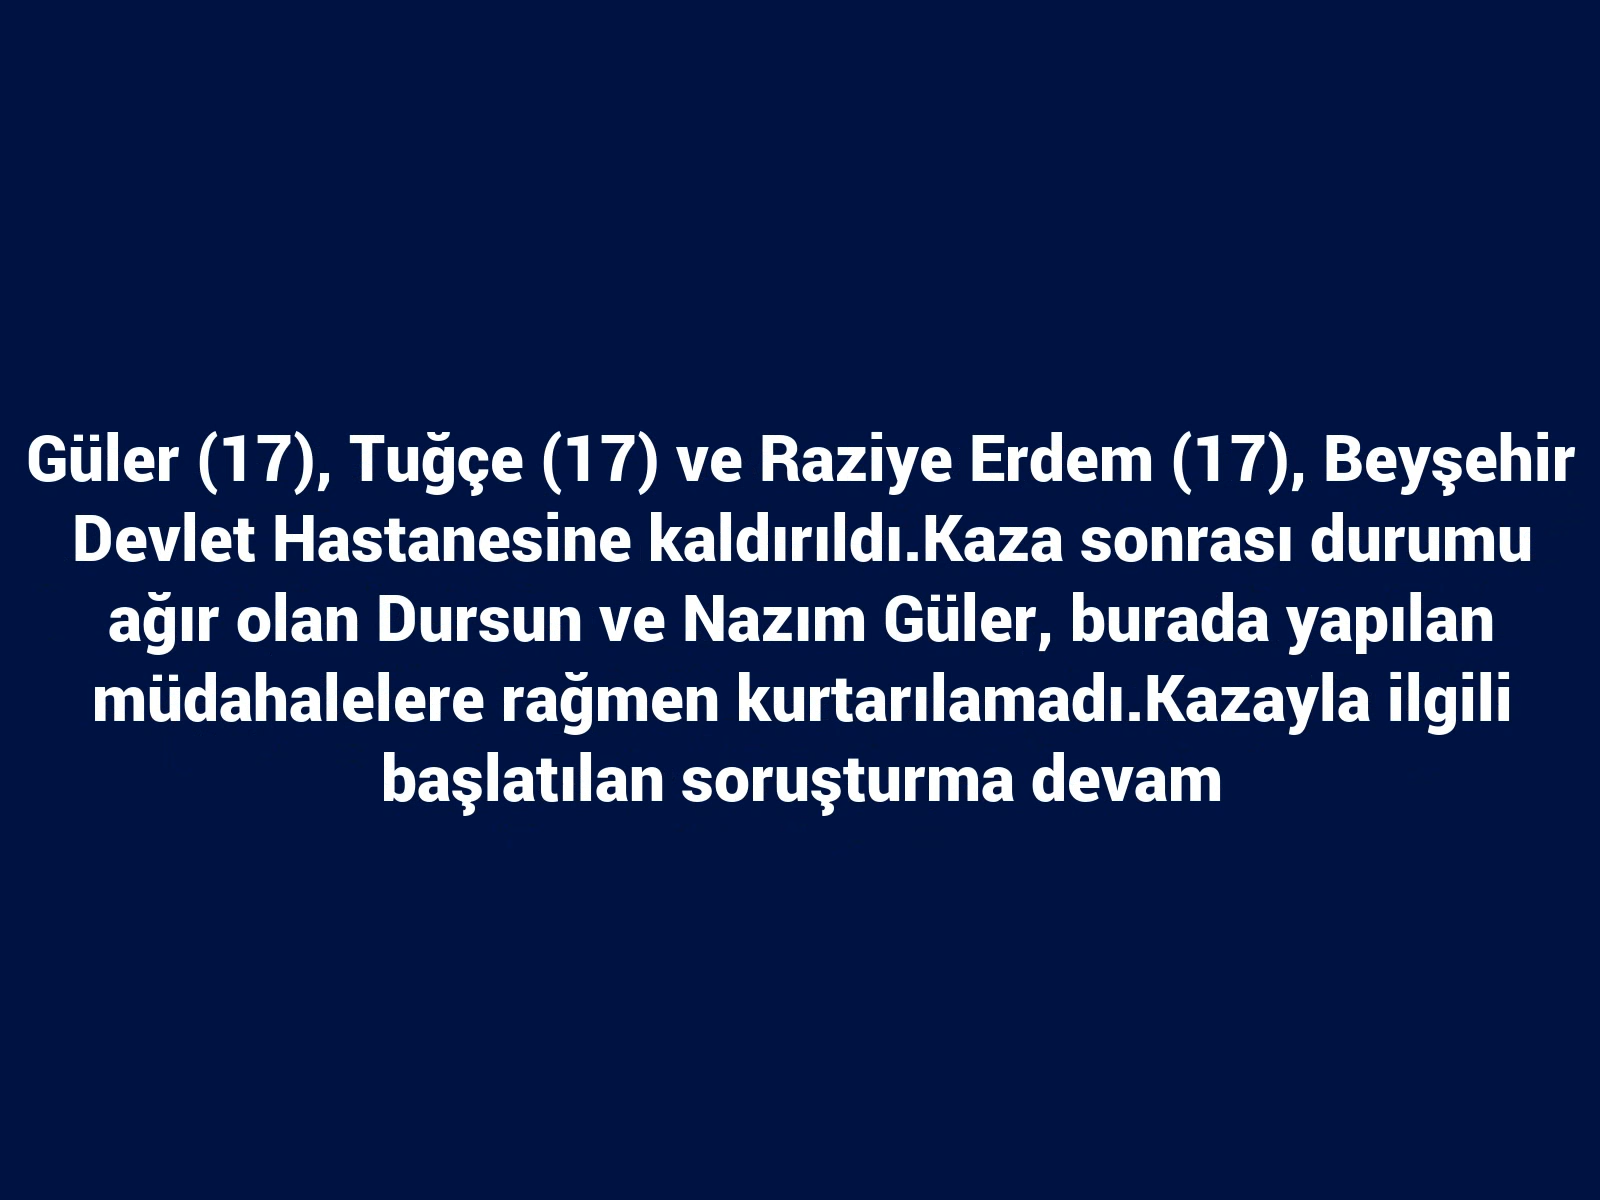 Güler (17), Tuğçe (17) ve Raziye Erdem (17), Beyşehir
Devlet Hastanesine kaldırıldı.Kaza sonrası durumu
ağır olan Dursun ve Nazım Güler, burada yapılan
müdahalelere rağmen kurtarılamadı.Kazayla ilgili
başlatılan soruşturma devam